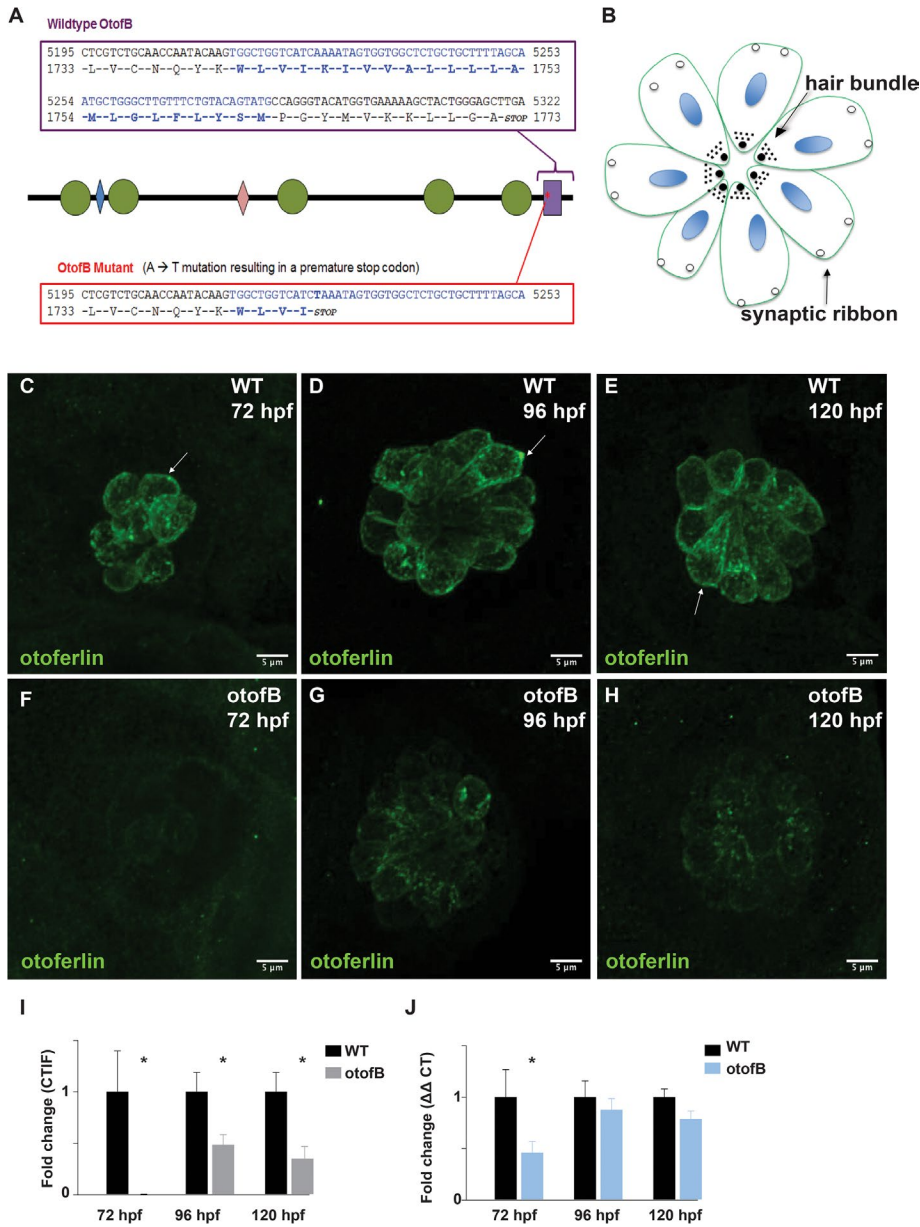 A
Wildtype OtofB
5195 CTCGTCTGCAACCAATACAAGTGGCTGGTCATCAAAATAGTGGTGGCTCTGCTGCTTTTAGCA 5253
1733 --L--V--C--N--Q--Y--K--W--L--V--I--K--I--V--V--A--L--L--L--A 1753
5254 ATGCTGGGCTTGTTTCTGTACAGTATGCCAGGGTACATGGTGAAAAAGCTACTGGGAGCTTGA 5322
1754 --M--L--G--L--F--L--Y--S--M--P--G--Y--M--V--K--K--L--L--G--A--STOP 1773
OtofB Mutant (A → T mutation resulting in a premature stop codon)
5195 CTCGTCTGCAACCAATACAAGTGGCTGGTCATCTAAATAGTGGTGGCTCTGCTGCTTTTAGCA 5253
1733 --L--V--C--N--Q--Y--K--W--L--V--I--STOP
B
hair bundle
synaptic ribbon
C
WT
72 hpf
otoferlin
5 μm
D
WT
96 hpf
otoferlin
5 μm
E
WT
120 hpf
otoferlin
5 μm
F
otofB
72 hpf
otoferlin
5 μm
G
otofB
96 hpf
otoferlin
5 μm
H
otofB
120 hpf
otoferlin
5 μm
I
Fold change (CTIF)
1
0
* * *
WT
otofB
72 hpf 96 hpf 120 hpf
J
Fold change (ΔΔ CT)
1
0
*
WT
otofB
72 hpf 96 hpf 120 hpf